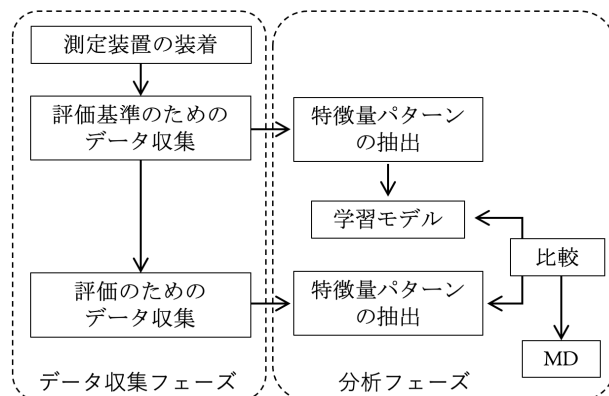 測定装置の装着
評価基準のための
データ収集
特徴量パターン
の抽出
学習モデル
比較
評価のための
データ収集
特徴量パターン
の抽出
MD
データ収集フェーズ
分析フェーズ